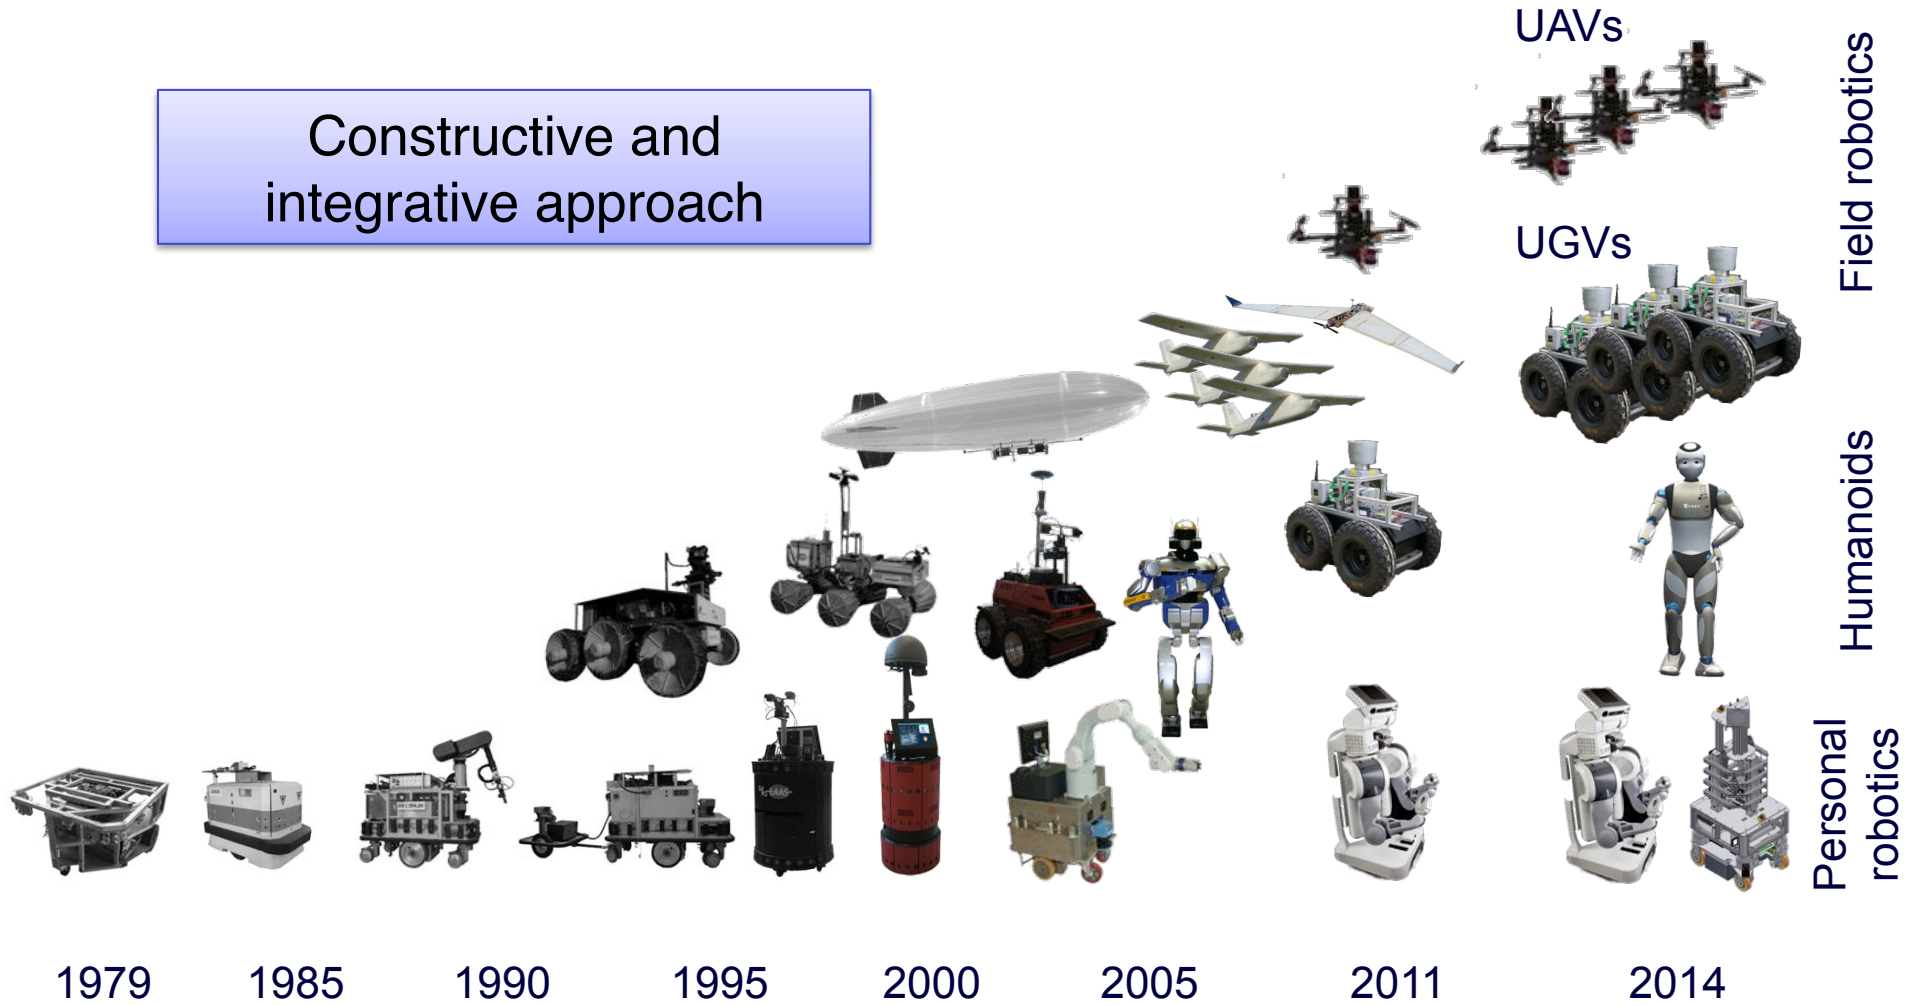 Constructive and
integrative approach
UAVs
UGVs
Field robotics
Humanoids
Personal
robotics
LAAS
1979
1985
1990
1995
2000
2005
2011
2014